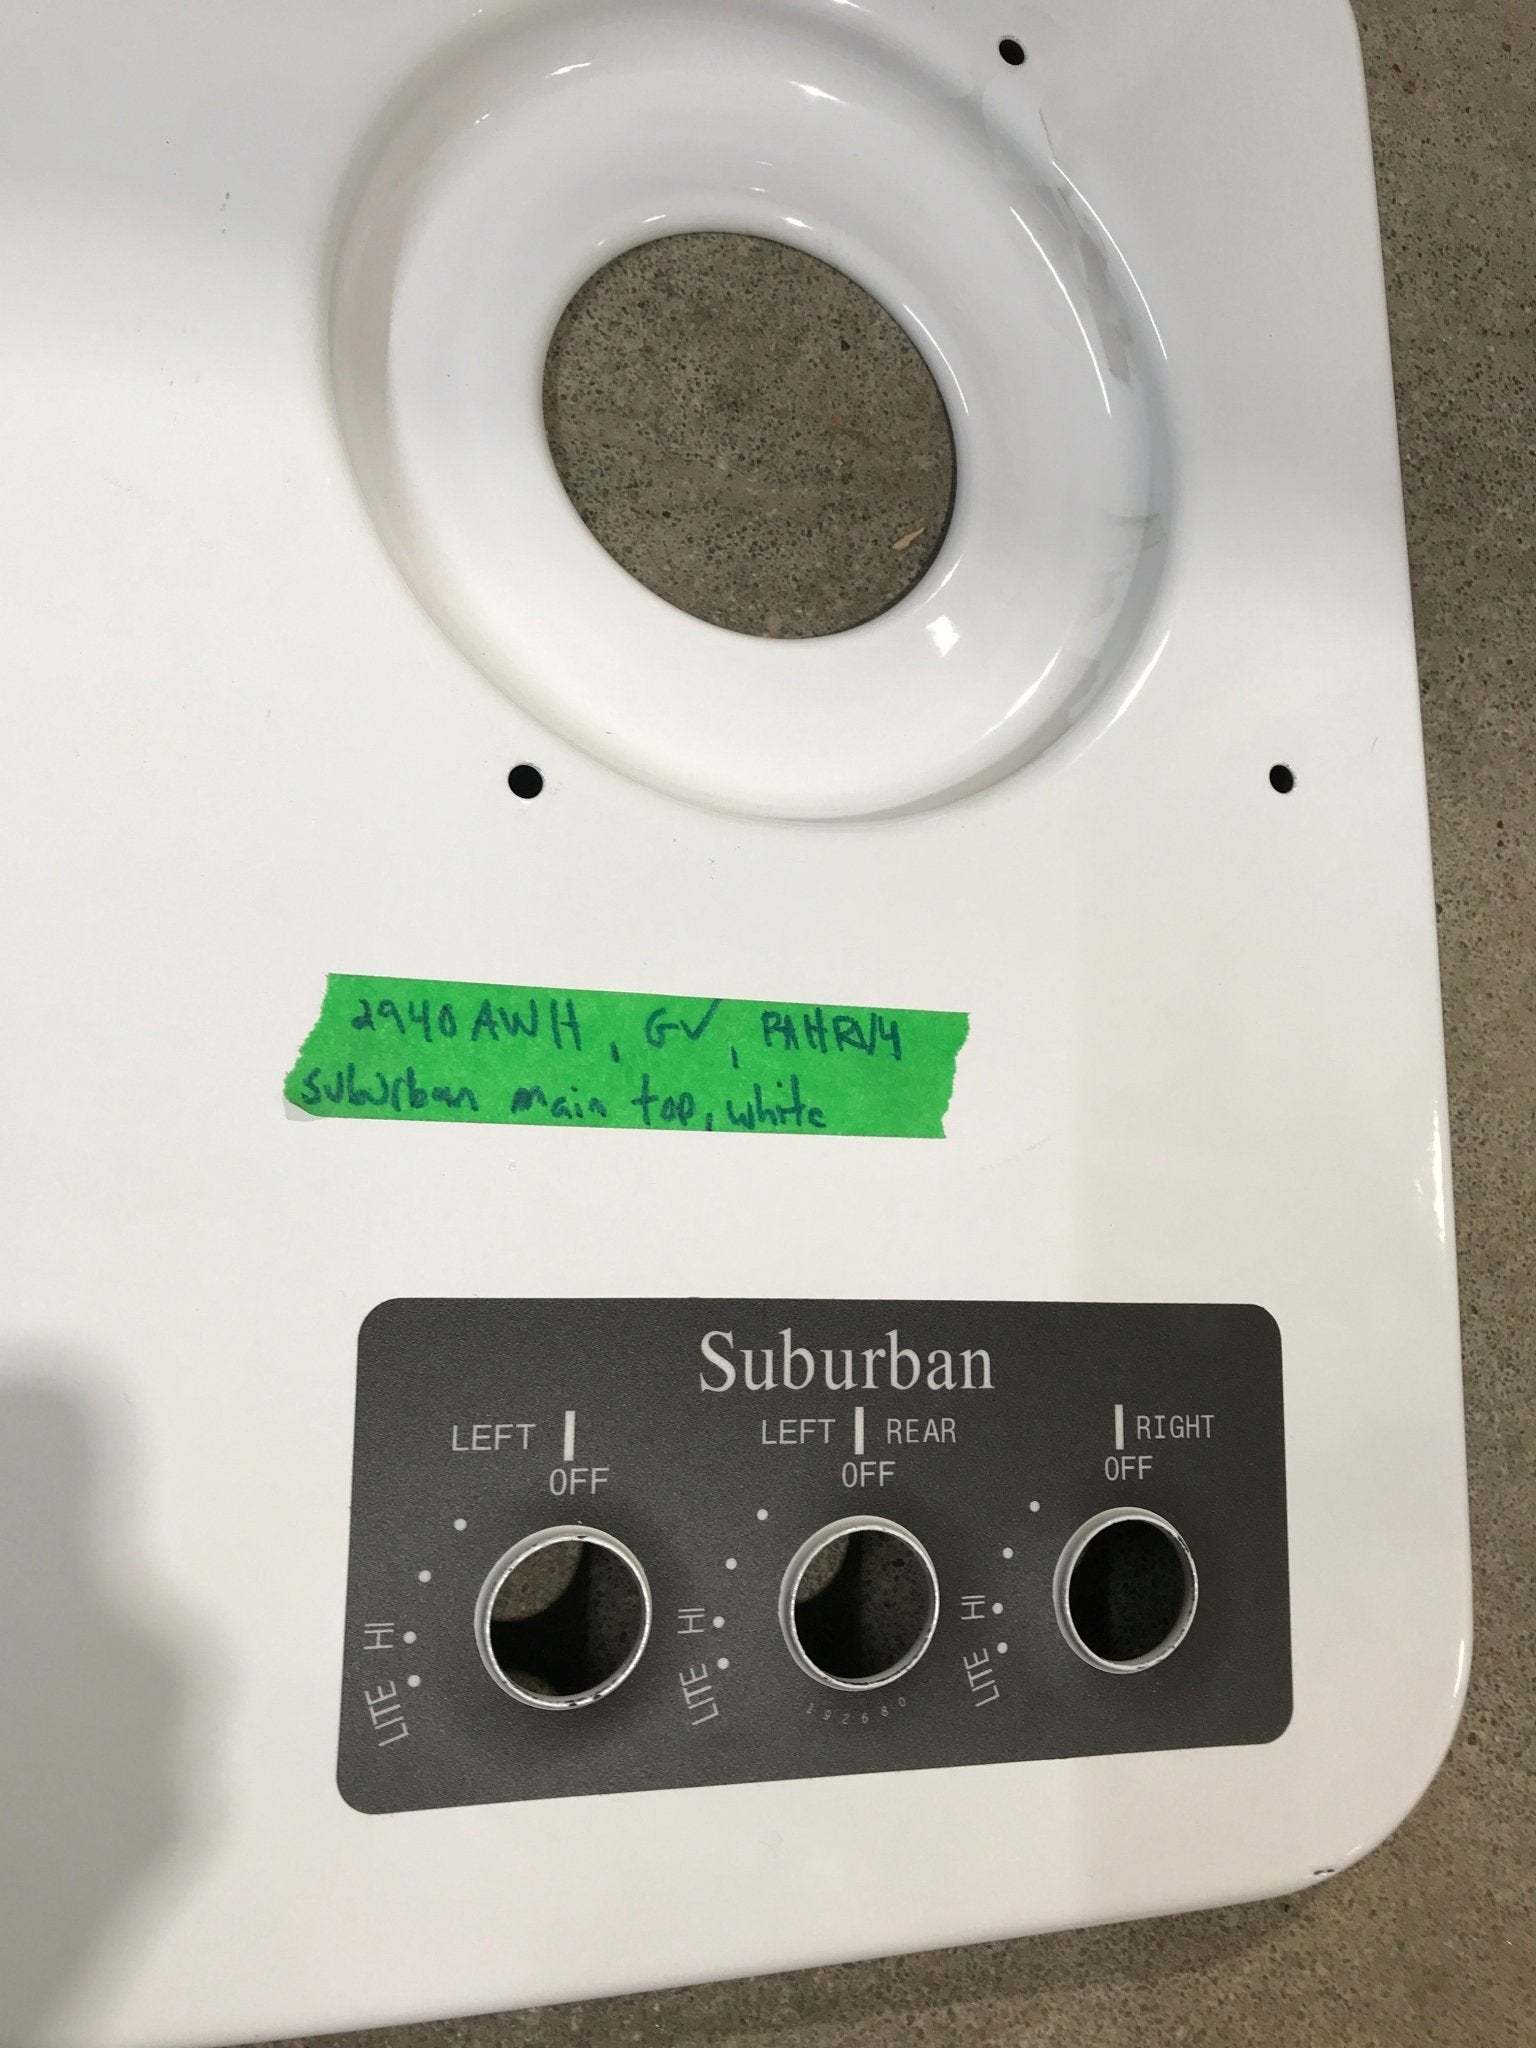 2940AWH, GV, PAHRV4
suburban main top, white
Suburban
LEFT LEFT REAR RIGHT
OFF OFF OFF
HI HI HI
LITE LITE LITE
192680